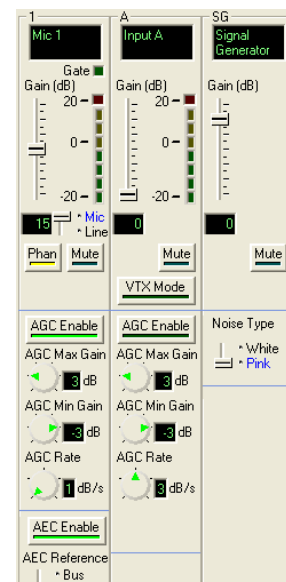 1
Mic 1
Gate
Gain (dB)
20
0
-20
15
* Mic
* Line
Phan
Mute
AGC Enable
AGC Max Gain
3 dB
AGC Min Gain
-3 dB
AGC Rate
1 dB/s
AEC Enable
AEC Reference
* Bus
A
Input A
Gain (dB)
20
0
-20
0
Mute
VTX Mode
AGC Enable
AGC Max Gain
3 dB
AGC Min Gain
-3 dB
AGC Rate
3 dB/s
SG
Signal
Generator
Gain (dB)
0
Mute
Noise Type
* White
* Pink